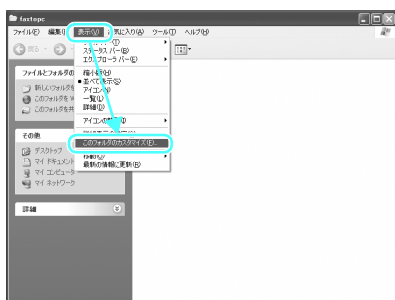 faxtopc
ファイル(F) 編集( 表示(V) お気に入り(A) ツール(T) ヘルプ(H)
戻る
ステータス バー(B)
エクスプローラ バー(E)
縮小版(H)
並べて表示(S)
アイコン(N)
一覧(L)
詳細(D)
このフォルダのカスタマイズ(F)...
最新の情報に更新(R)
ファイルとフォルダの
新しいフォルダを
このフォルダを W
このフォルダを共
その他
デスクトップ
マイ ドキュメント
マイ コンピュータ
マイ ネットワーク
詳細